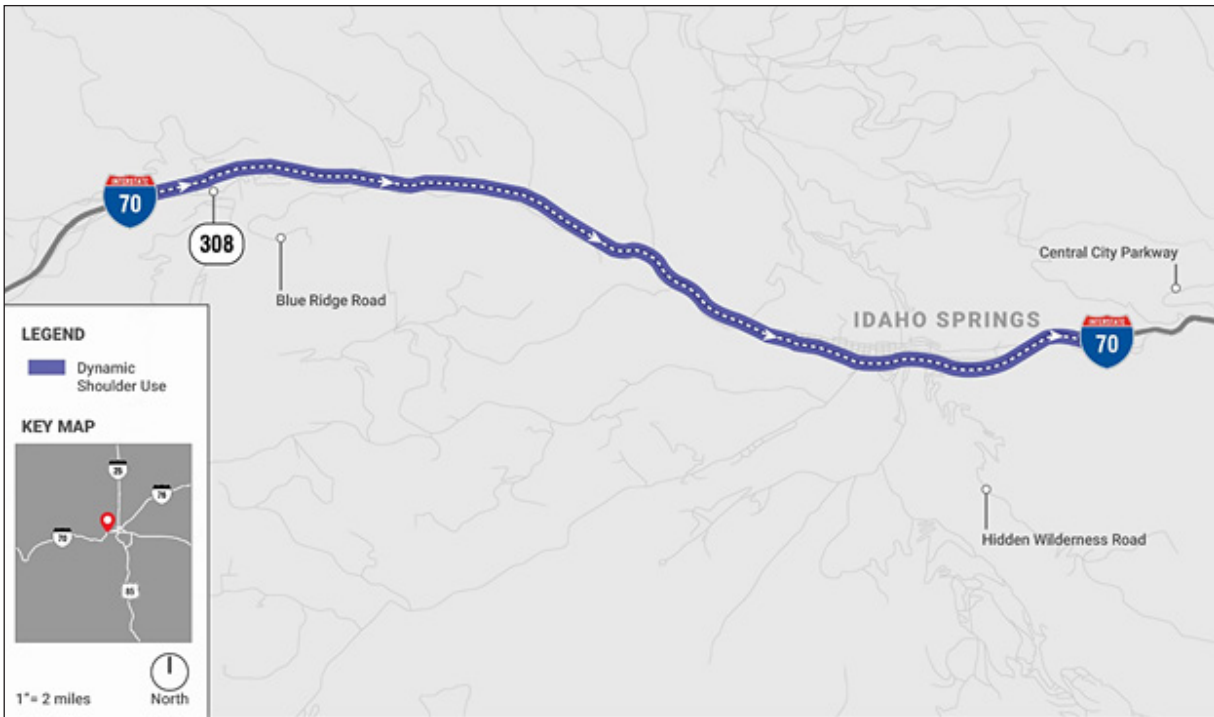 INTERSTATE
70
308
Blue Ridge Road
Central City Parkway
IDAHO SPRINGS
INTERSTATE
70
Hidden Wilderness Road
LEGEND
Dynamic
Shoulder Use
KEY MAP
25
76
70
85
1"= 2 miles
North